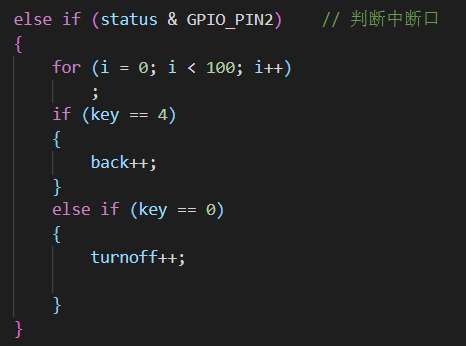 else if (status & GPIO_PIN2)    // 判断中断口
{
    for (i = 0; i < 100; i++)
        ;
    if (key == 4)
    {
        back++;
    }
    else if (key == 0)
    {
        turnoff++;

    }
}